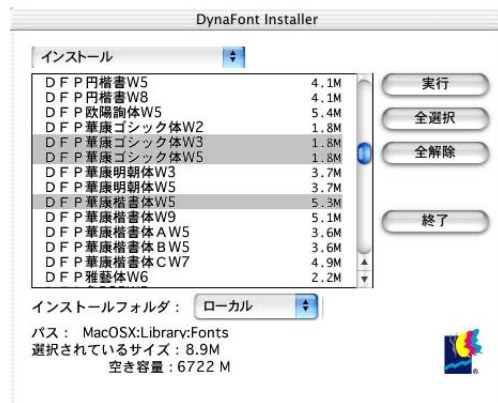 DynaFont Installer
インストール
DFP円楷書W5 4.1M
DFP円楷書W8 4.1M
DFP欧陽詢体W5 5.4M
DFP華康ゴシック体W2 1.8M
DFP華康ゴシック体W3 1.8M
DFP華康ゴシック体W5 1.8M
DFP華康明朝体W3 3.7M
DFP華康明朝体W5 3.7M
DFP華康楷書体W5 5.3M
DFP華康楷書体W9 5.1M
DFP華康楷書体AW5 3.6M
DFP華康楷書体BW5 3.6M
DFP華康楷書体CW7 4.9M
DFP雅藝体W6 2.2M
実行
全選択
全解除
終了
インストールフォルダ： ローカル
パス： MacOSX:Library:Fonts
選択されているサイズ：8.9M
空き容量：6722 M